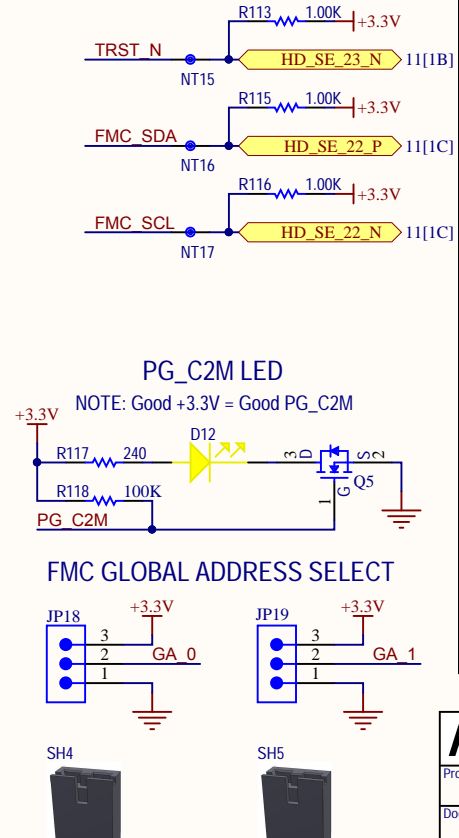 R113 1.00K +3.3V
TRST_N HD_SE_23_N 11[1B]
NT15
R115 1.00K +3.3V
FMC_SDA HD_SE_22_P 11[1C]
NT16
R116 1.00K +3.3V
FMC_SCL HD_SE_22_N 11[1C]
NT17
PG_C2M LED
NOTE: Good +3.3V = Good PG_C2M
+3.3V
D12
R117 240 3 D S 2
Q5
R118 100K 1 G
PG_C2M
FMC GLOBAL ADDRESS SELECT
JP18 +3.3V JP19 +3.3V
3 3
2 GA_0 2 GA_1
1 1
SH4 SH5